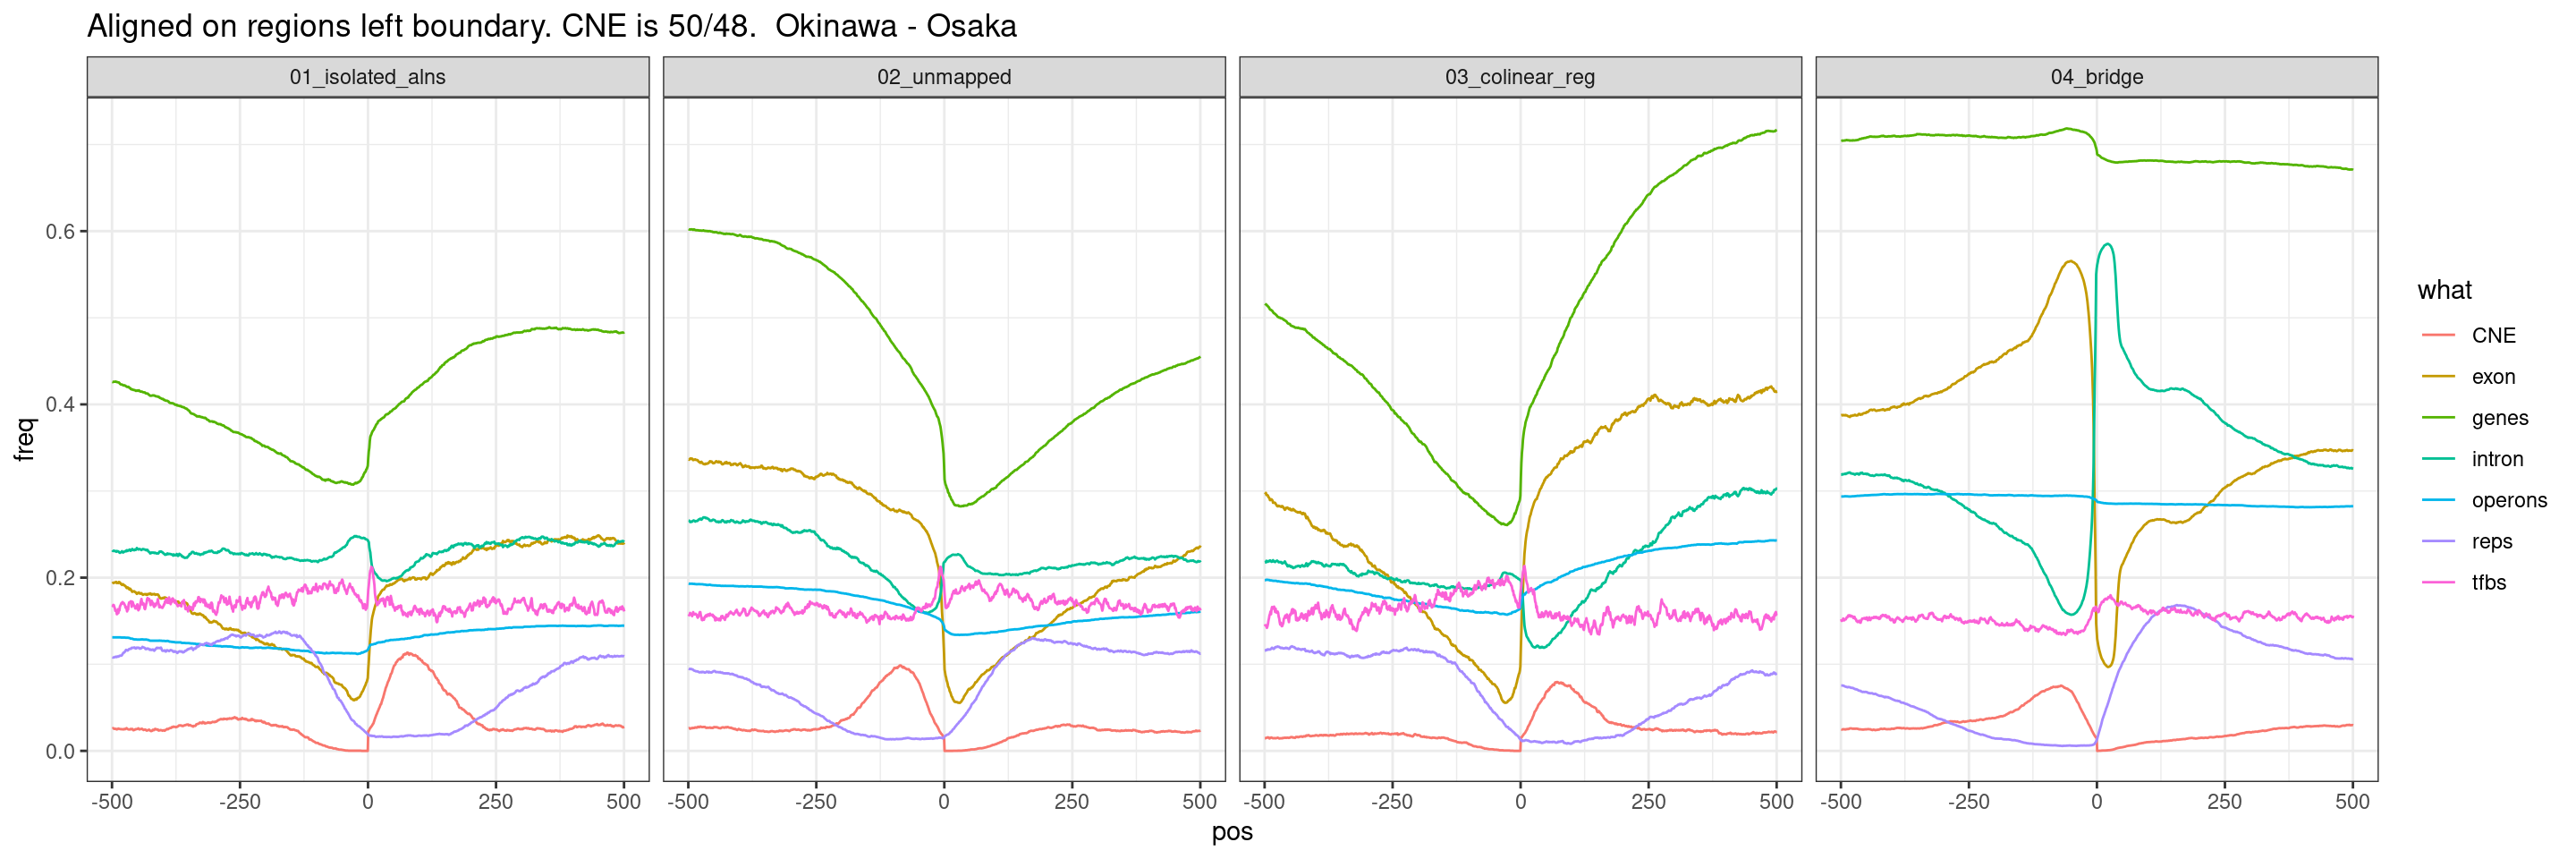 Aligned on regions left boundary. CNE is 50/48.  Okinawa - Osaka
01_isolated_alns
02_unmapped
03_colinear_reg
04_bridge
freq
0.6
0.4
0.2
0.0
-500 -250 0 250 500
-500 -250 0 250 500
-500 -250 0 250 500
-500 -250 0 250 500
pos
what
CNE
exon
genes
intron
operons
reps
tfbs